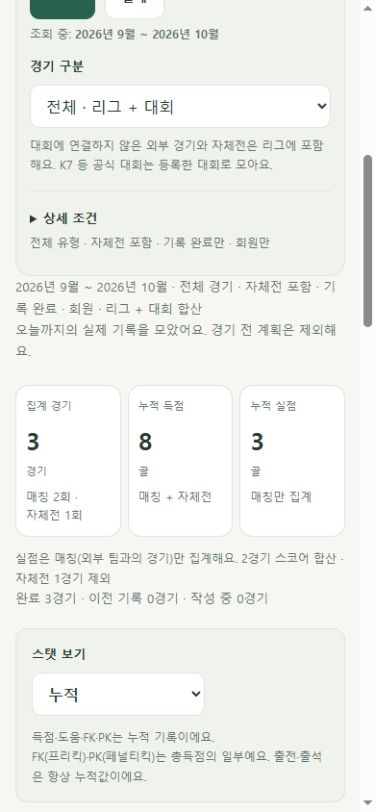 조회 중: 2026년 9월 ~ 2026년 10월
경기 구분
전체 · 리그 + 대회
대회에 연결하지 않은 외부 경기와 자체전은 리그에 포함
해요. K7 등 공식 대회는 등록한 대회로 모아요.
▶ 상세 조건
전체 유형 · 자체전 포함 · 기록 완료만 · 회원만
2026년 9월 ~ 2026년 10월 · 전체 경기 · 자체전 포함 · 기
록 완료 · 회원 · 리그 + 대회 합산
오늘까지의 실제 기록을 모았어요. 경기 전 계획은 제외해
요.
집계 경기
3
경기
매칭 2회 ·
자체전 1회
누적 득점
8
골
매칭 + 자체전
누적 실점
3
골
매칭만 집계
실점은 매칭(외부 팀과의 경기)만 집계해요. 2경기 스코어 합산 ·
자체전 1경기 제외
완료 3경기 · 이전 기록 0경기 · 작성 중 0경기
스탯 보기
누적
득점·도움·FK·PK는 누적 기록이에요.
FK(프리킥)·PK(페널티킥)는 총득점의 일부예요. 출전·출석
은 항상 누적값이에요.